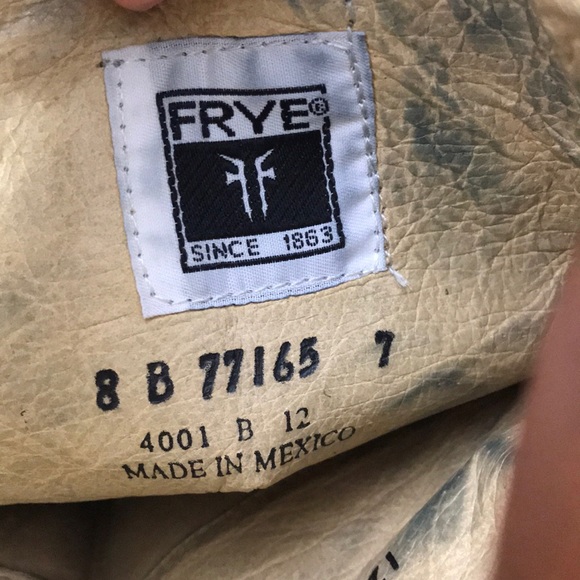 FRYE®
SINCE 1863
8 B 77165 7
4001 B 12
MADE IN MEXICO